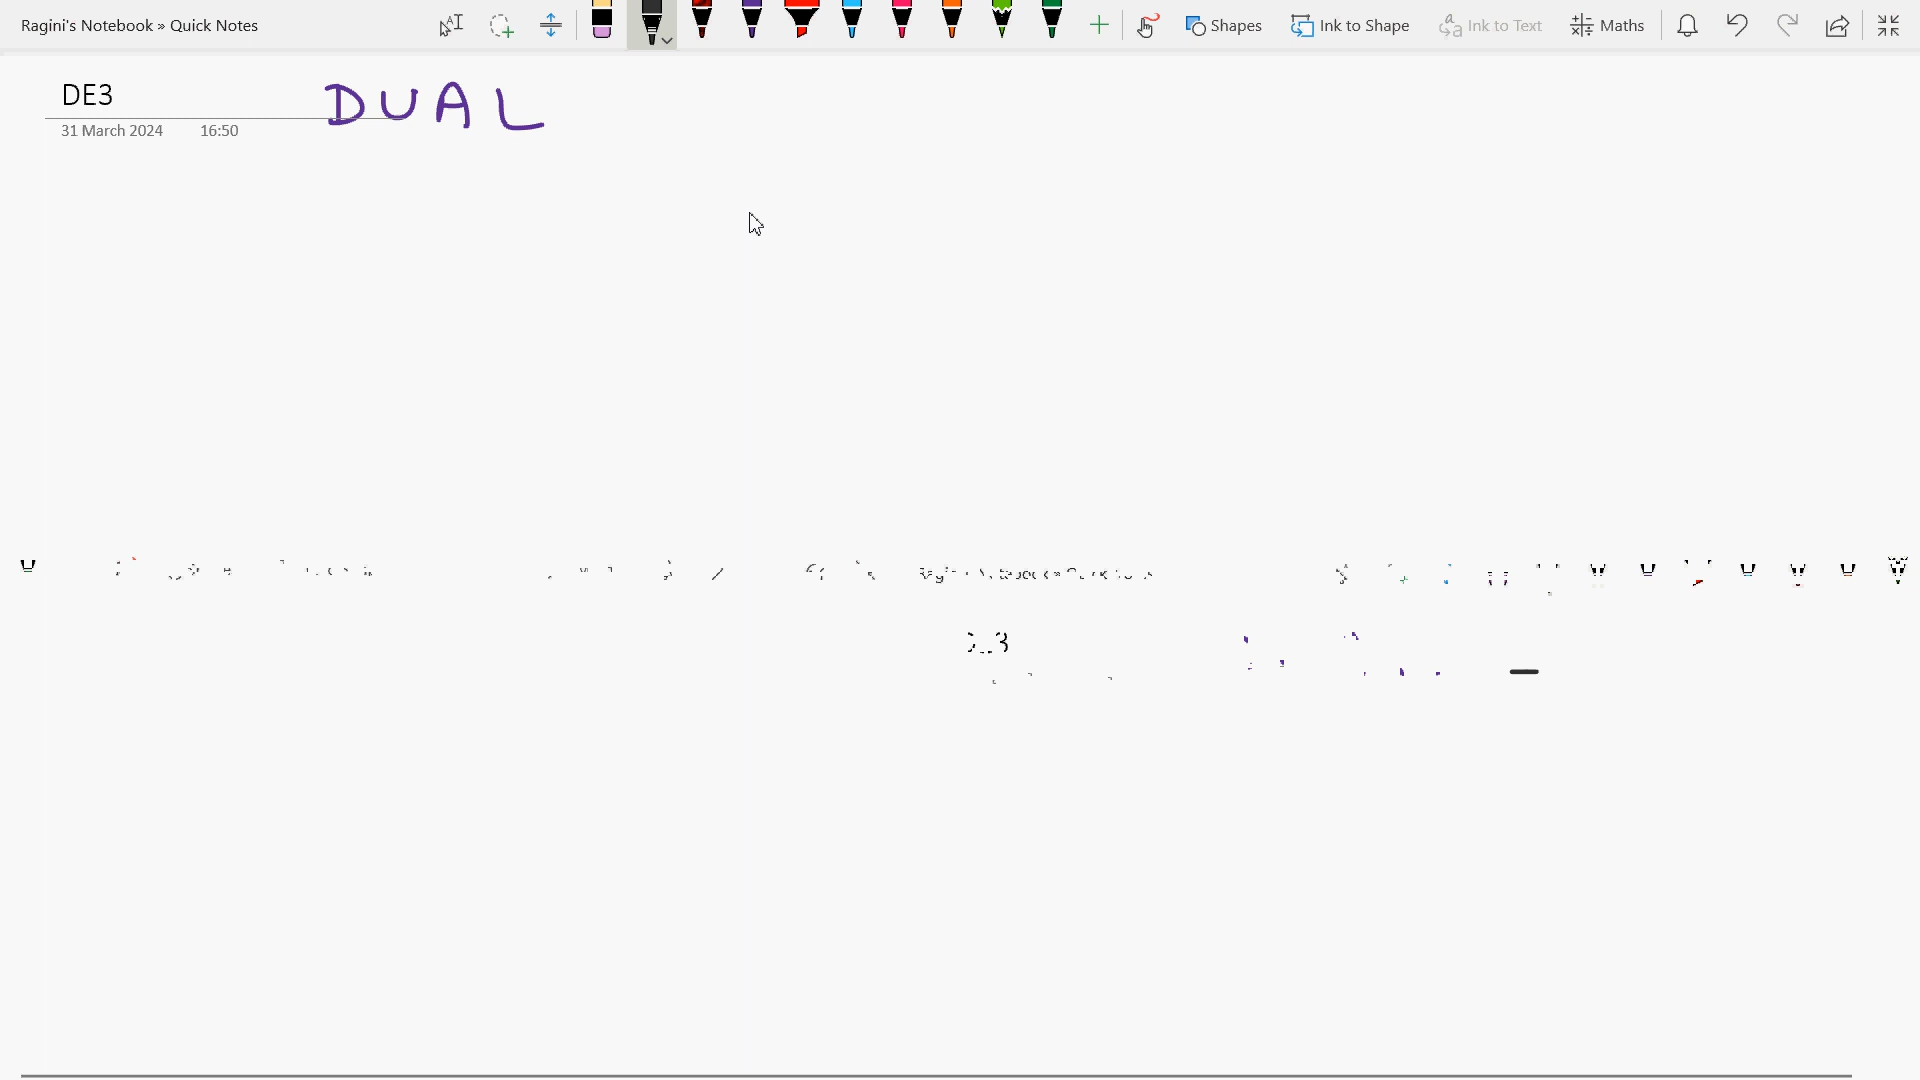 Ragini's Notebook » Quick Notes
Shapes
Ink to Shape
Ink to Text
Maths
DE3
DUAL
31 March 2024 16:50